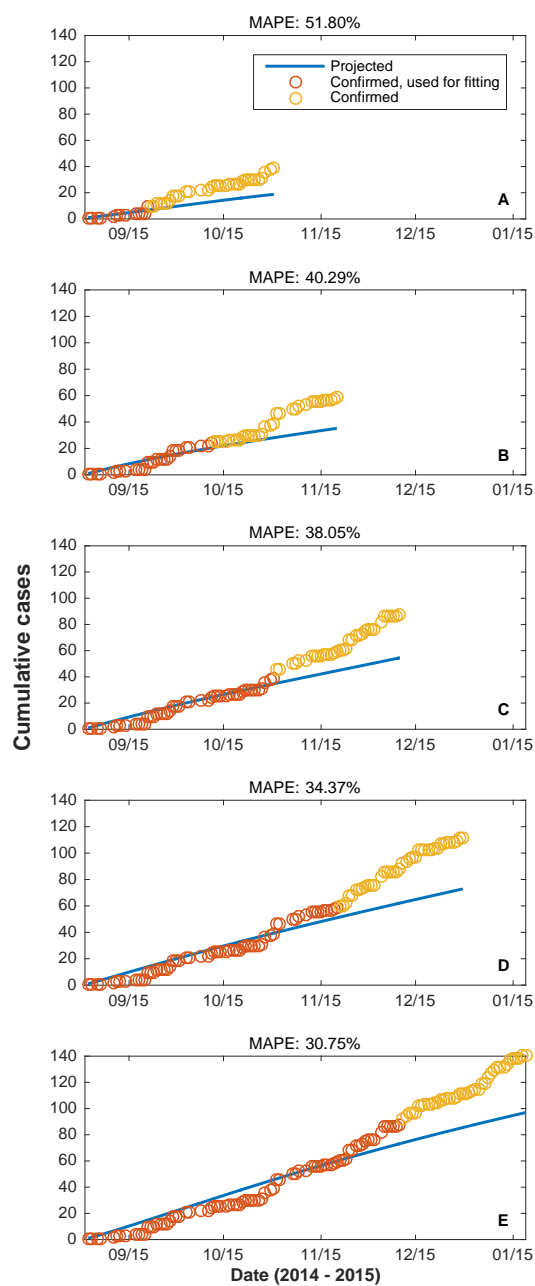 MAPE: 51.80%
140
120
100
80
60
40
20
0
Projected
Confirmed, used for fitting
Confirmed
A
09/15 10/15 11/15 12/15 01/15
MAPE: 40.29%
140
120
100
80
60
40
20
0
B
09/15 10/15 11/15 12/15 01/15
MAPE: 38.05%
140
120
100
80
60
40
20
0
Cumulative cases
C
09/15 10/15 11/15 12/15 01/15
MAPE: 34.37%
140
120
100
80
60
40
20
0
D
09/15 10/15 11/15 12/15 01/15
MAPE: 30.75%
140
120
100
80
60
40
20
0
E
09/15 10/15 11/15 12/15 01/15
Date (2014 - 2015)